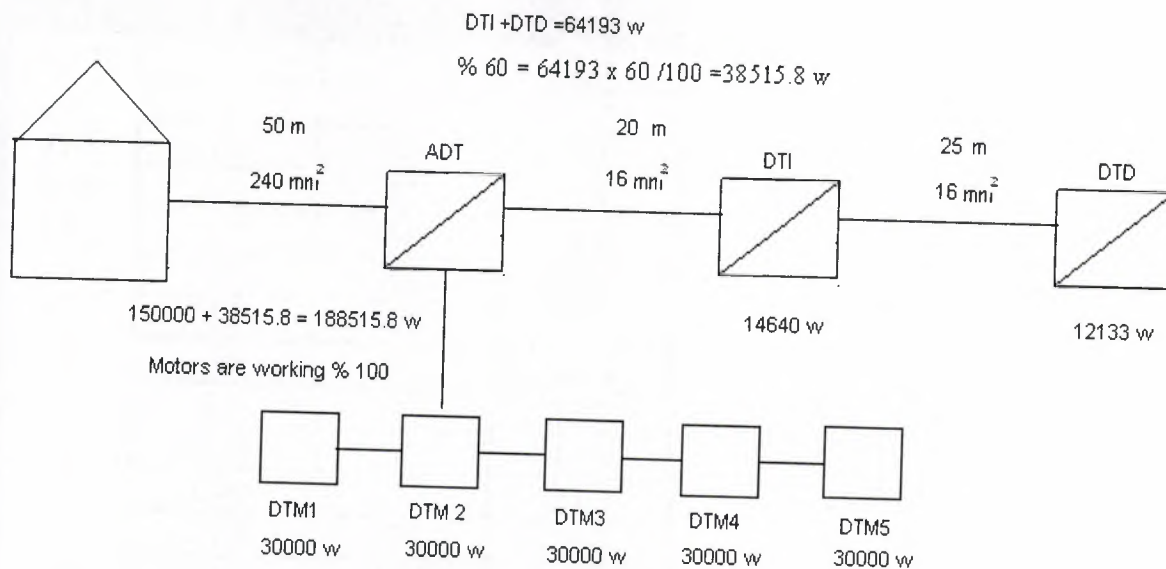 DTI +DTD =64193 w
% 60 = 64193 x 60 /100 =38515.8 w
50 m
20 m
25 m
ADT
DTI
DTD
240 mm²
16 mm²
16 mm²
150000 + 38515.8 = 188515.8 w
14640 w
12133 w
Motors are working % 100
DTM1
DTM 2
DTM3
DTM4
DTM5
30000 w
30000 w
30000 w
30000 w
30000 w